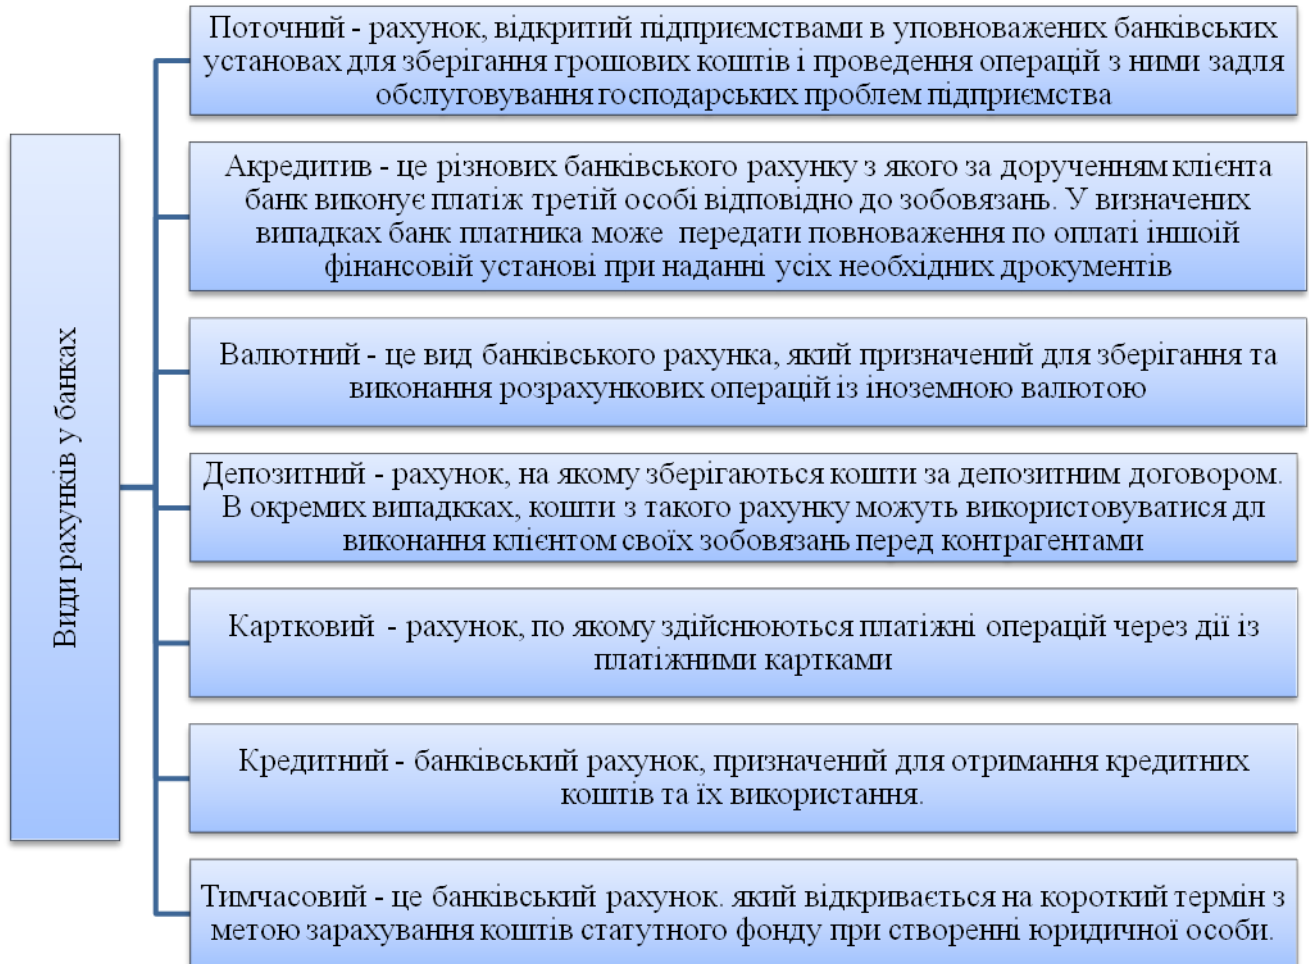 Види рахунків у банках
Поточний - рахунок, відкритий підприємствами в уповноважених банківських
установах для зберігання грошових коштів і проведення операцій з ними задля
обслуговування господарських проблем підприємства
Акредитив - це різнових банківського рахунку з якого за дорученням клієнта
банк виконує платіж третій особі відповідно до зобовязань. У визначених
випадках банк платника може передати повноваження по оплаті іншоій
фінансовій установі при наданні усіх необхідних дрокументів
Валютний - це вид банківського рахунка, який призначений для зберігання та
виконання розрахункових операцій із іноземною валютою
Депозитний - рахунок, на якому зберігаються кошти за депозитним договором.
В окремих випадкках, кошти з такого рахунку можуть використовуватися дл
виконання клієнтом своїх зобовязань перед контрагентами
Картковий - рахунок, по якому здійснюються платіжні операцій через дії із
платіжними картками
Кредитний - банківський рахунок, призначений для отримання кредитних
коштів та їх використання.
Тимчасовий - це банківський рахунок. який відкривається на короткий термін з
метою зарахування коштів статутного фонду при створенні юридичної особи.